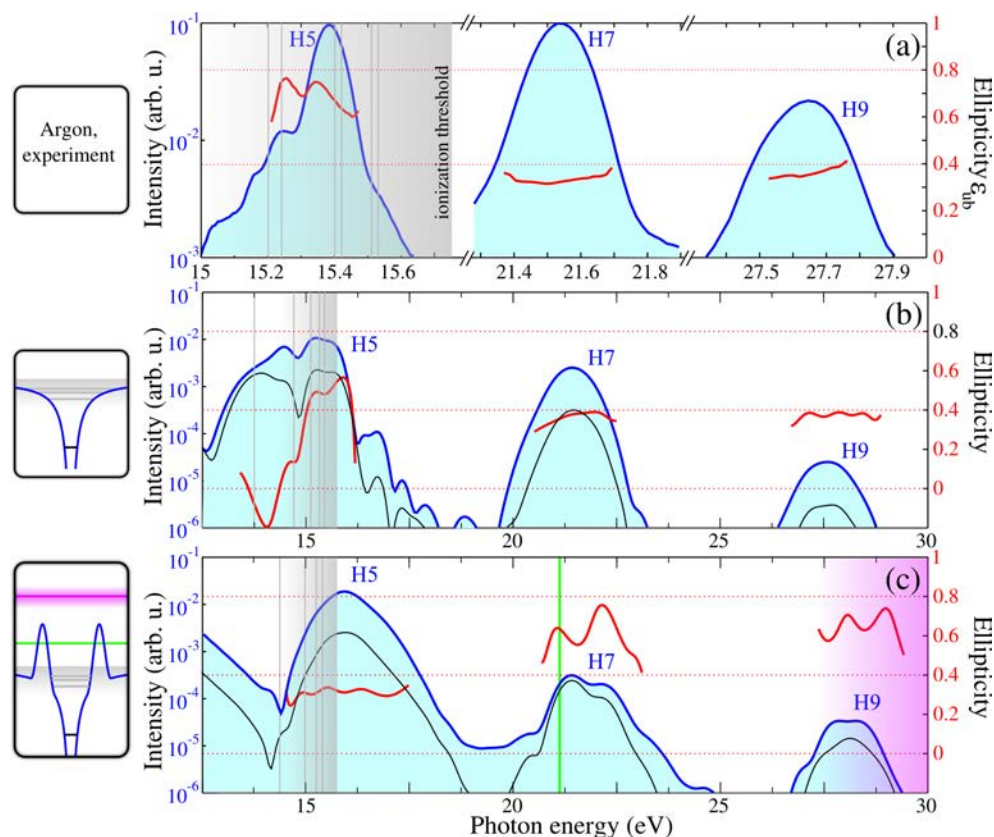 Argon,
experiment
Intensity (arb. u.)
10⁻¹
10⁻²
10⁻³
H5
H7
H9
(a)
ionization threshold
1
0.8
0.6
0.4
0.2
0
Ellipticity ε_ub
15 15.2 15.4 15.6 21.4 21.6 21.8 27.5 27.7 27.9
Intensity (arb. u.)
10⁻¹
10⁻²
10⁻³
10⁻⁴
10⁻⁵
10⁻⁶
H5
H7
H9
(b)
1
0.8
0.6
0.4
0.2
0
Ellipticity
15 20 25 30
Intensity (arb. u.)
10⁻¹
10⁻²
10⁻³
10⁻⁴
10⁻⁵
10⁻⁶
H5
H7
H9
(c)
1
0.8
0.6
0.4
0.2
0
Ellipticity
15 20 25 30
Photon energy (eV)